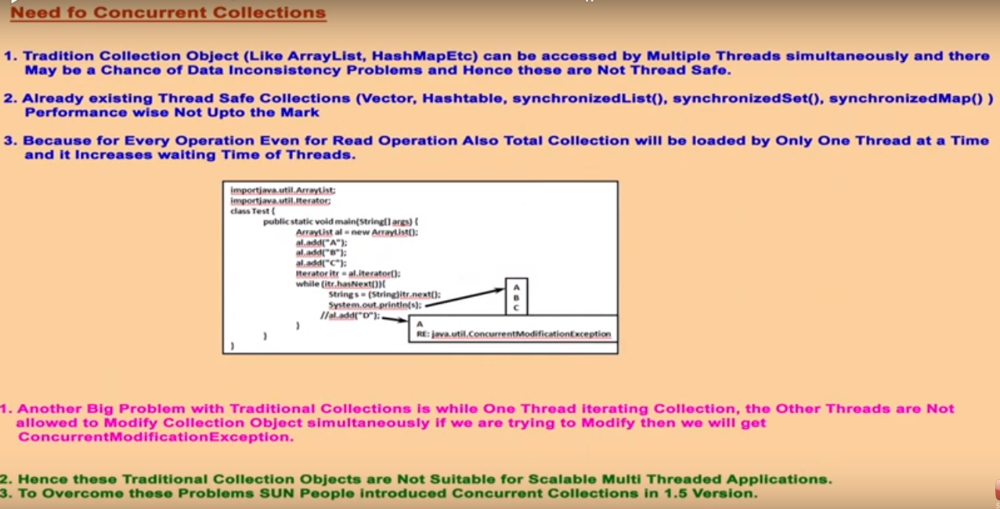 Need fo Concurrent Collections
1. Tradition Collection Object (Like ArrayList, HashMapEtc) can be accessed by Multiple Threads simultaneously and there
May be a Chance of Data Inconsistency Problems and Hence these are Not Thread Safe.
2. Already existing Thread Safe Collections (Vector, Hashtable, synchronizedList(), synchronizedSet(), synchronizedMap() )
Performance wise Not Upto the Mark
3. Because for Every Operation Even for Read Operation Also Total Collection will be loaded by Only One Thread at a Time
and it Increases waiting Time of Threads.
importjava.util.ArrayList;
importjava.util.Iterator;
class Test {
public static void main(String[] args) {
ArrayList al = new ArrayList();
al.add("A");
al.add("B");
al.add("C");
Iterator itr = al.iterator();
while (itr.hasNext()){
String s = (String)itr.next();
System.out.println(s);
//al.add("D");
}
}
}
A
B
C
A
RE: java.util.ConcurrentModificationException
1. Another Big Problem with Traditional Collections is while One Thread iterating Collection, the Other Threads are Not
allowed to Modify Collection Object simultaneously if we are trying to Modify then we will get
ConcurrentModificationException.
2. Hence these Traditional Collection Objects are Not Suitable for Scalable Multi Threaded Applications.
3. To Overcome these Problems SUN People introduced Concurrent Collections in 1.5 Version.